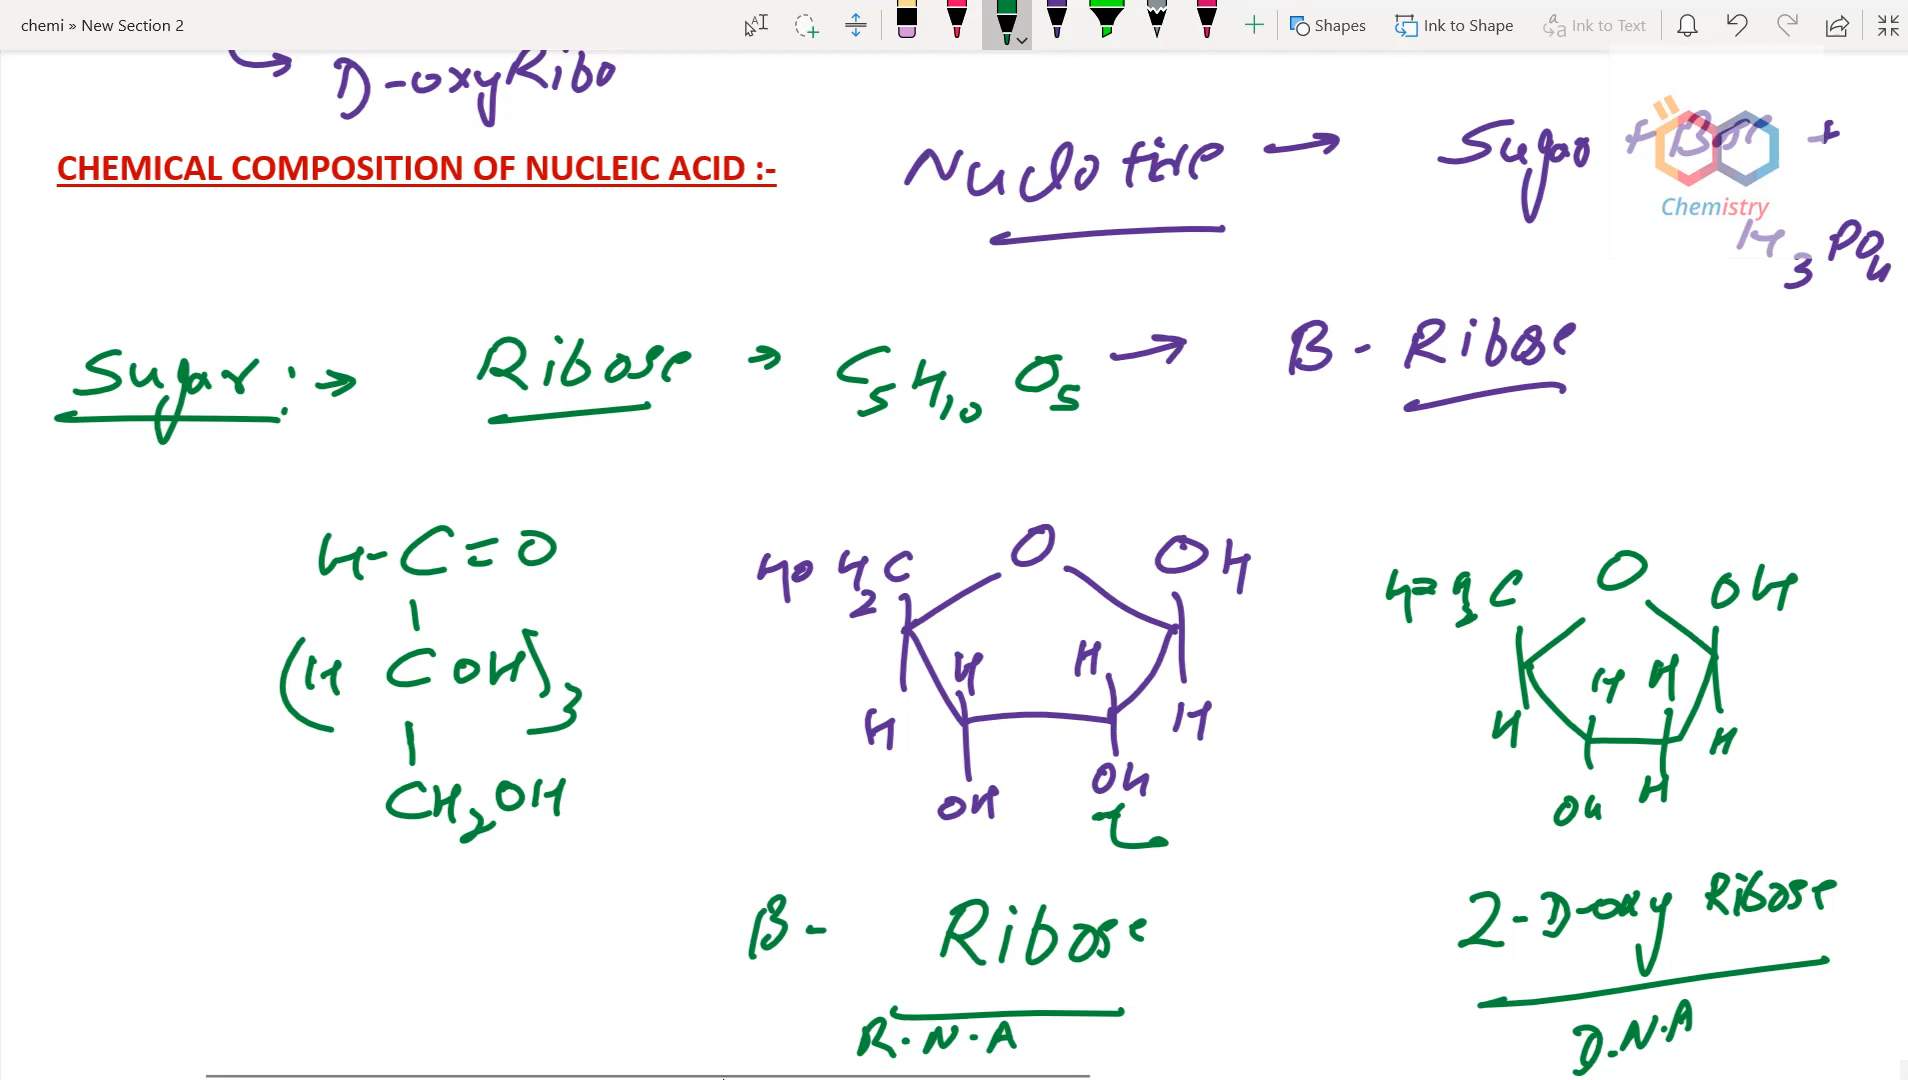 chemi » New Section 2
Shapes
Ink to Shape
Ink to Text
D-oxyRibo
CHEMICAL COMPOSITION OF NUCLEIC ACID :-
Nuclotire → Sugar + Base +
H3PO4
Chemistry
Sugar :→ Ribose → C5H10O5 → B-Ribose
H-C=O
(H C OH)3
CH2OH
HO H2C O OH
H H H H
OH OH
C O OH
H H H H
OH H
B- Ribose
R.N.A
2-D-oxy Ribose
D.N.A